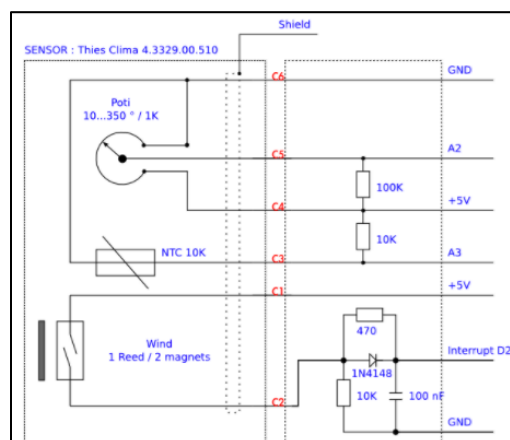 Shield
SENSOR : Thies Clima 4.3329.00.510
C6
GND
Poti
10...350 ° / 1K
C5
A2
100K
C4
+5V
10K
NTC 10K
C3
A3
C1
+5V
470
Wind
1 Reed / 2 magnets
Interrupt D2
1N4148
10K
100 nF
C2
GND